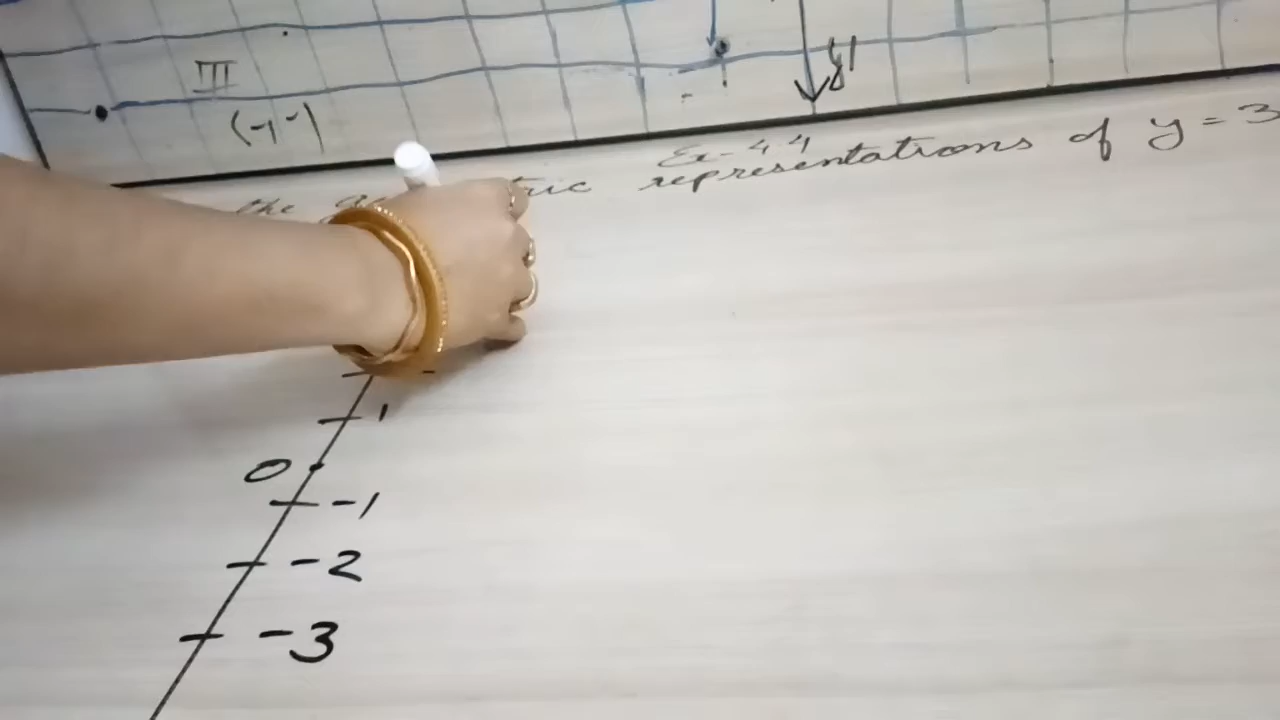 III
(-,-)
y'
Ex-4.4
the representations of y = 3
1
0
-1
-2
-3